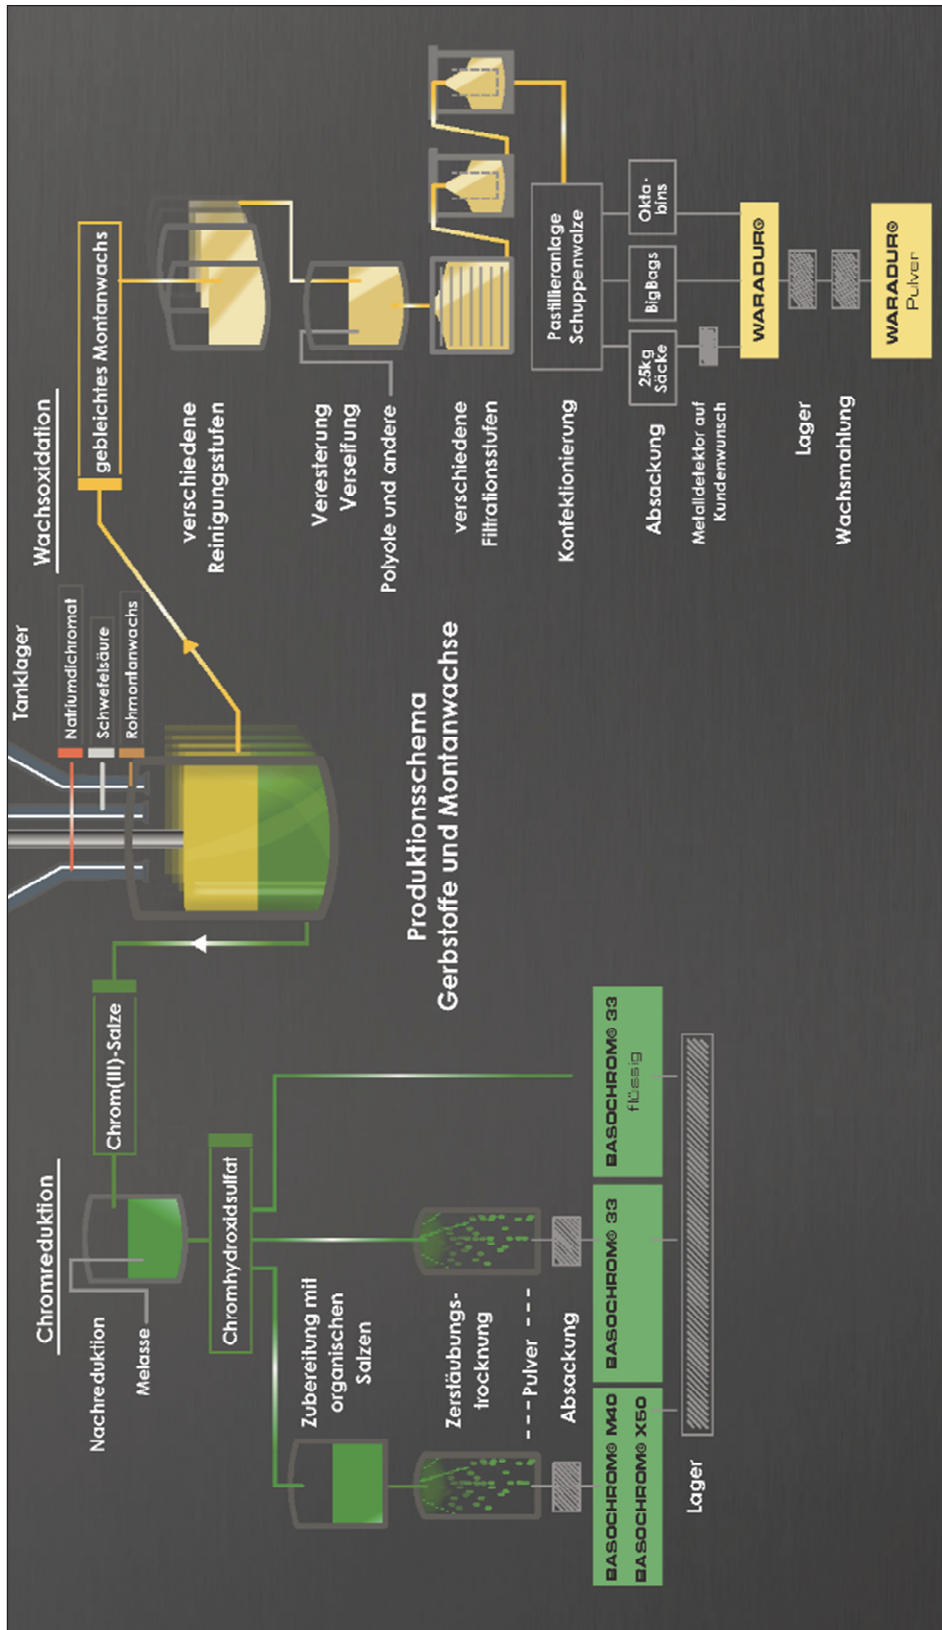 Chromreduktion
Nachreduktion
Melasse
Chrom(III)-Salze
Chromhydroxidsulfat
Zubereitung mit
organischen
Salzen
Zerstäubungs-
trocknung
Pulver
Absackung
BASOCHROM® M40
BASOCHROM® X50
BASOCHROM® 33
BASOCHROM® 33
flüssig
Lager
Tanklager
Natriumdichromat
Schwefelsäure
Rohmontanwachs
Produktionsschema
Gerbstoffe und Montanwachse
Wachsoxidation
gebleichtes Montanwachs
verschiedene
Reinigungsstufen
Veresterung
Verseifung
Polyole und andere
verschiedene
Filtrationsstufen
Konfektionierung
Pastillieranlage
Schuppenwalze
Absackung
25kg
Säcke
BigBags
Okta-
bins
Metalldetektor auf
Kundenwunsch
WARADUR®
Lager
Wachsmahlung
WARADUR®
Pulver